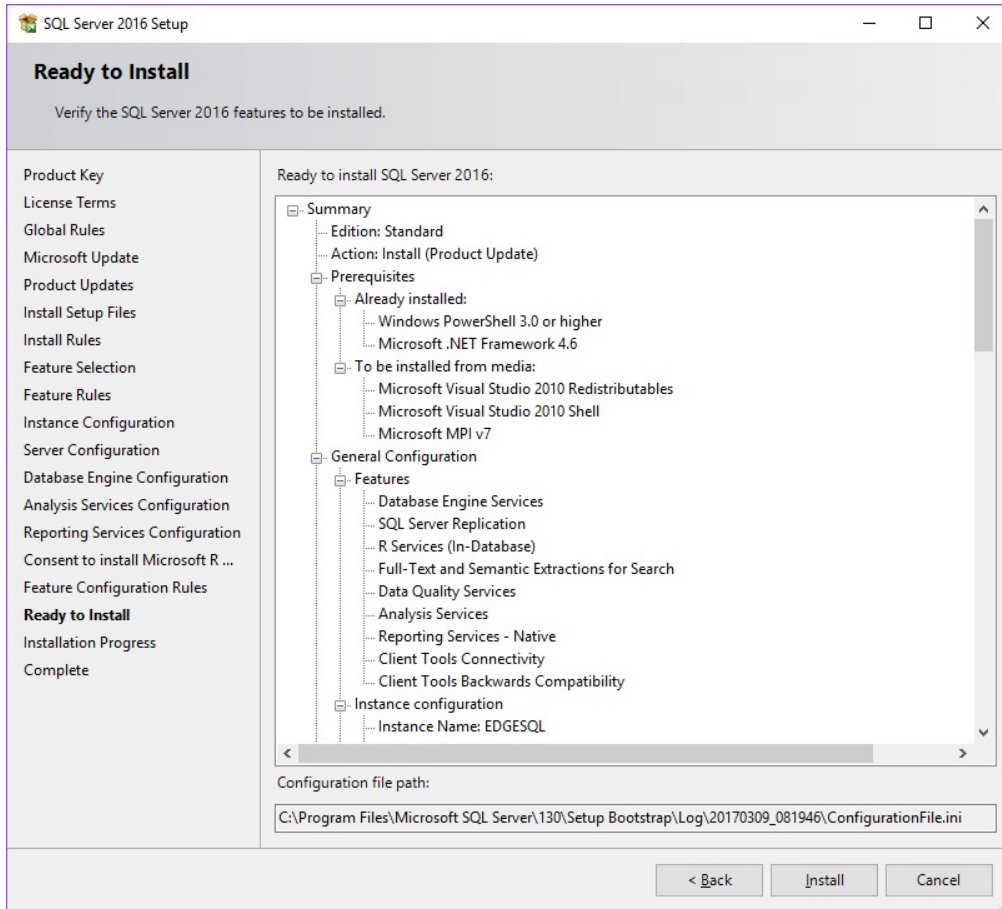 SQL Server 2016 Setup
Ready to Install
Verify the SQL Server 2016 features to be installed.
Product Key
License Terms
Global Rules
Microsoft Update
Product Updates
Install Setup Files
Install Rules
Feature Selection
Feature Rules
Instance Configuration
Server Configuration
Database Engine Configuration
Analysis Services Configuration
Reporting Services Configuration
Consent to install Microsoft R ...
Feature Configuration Rules
Ready to Install
Installation Progress
Complete
Ready to install SQL Server 2016:
Summary
Edition: Standard
Action: Install (Product Update)
Prerequisites
Already installed:
Windows PowerShell 3.0 or higher
Microsoft .NET Framework 4.6
To be installed from media:
Microsoft Visual Studio 2010 Redistributables
Microsoft Visual Studio 2010 Shell
Microsoft MPI v7
General Configuration
Features
Database Engine Services
SQL Server Replication
R Services (In-Database)
Full-Text and Semantic Extractions for Search
Data Quality Services
Analysis Services
Reporting Services - Native
Client Tools Connectivity
Client Tools Backwards Compatibility
Instance configuration
Instance Name: EDGESQL
Configuration file path:
C:\Program Files\Microsoft SQL Server\130\Setup Bootstrap\Log\20170309_081946\ConfigurationFile.ini
< Back
Install
Cancel